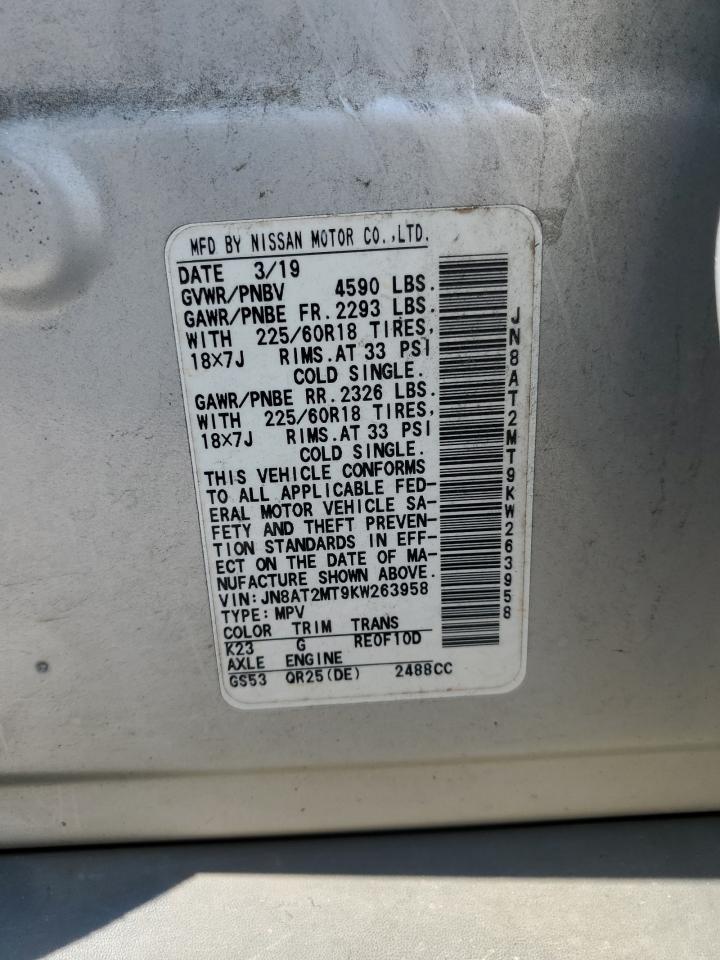 MFD BY NISSAN MOTOR CO.,LTD.
DATE 3/19
GVWR/PNBV 4590 LBS.
GAWR/PNBE FR.2293 LBS.
WITH 225/60R18 TIRES,
18×7J RIMS.AT 33 PSI
COLD SINGLE.
GAWR/PNBE RR.2326 LBS.
WITH 225/60R18 TIRES,
18×7J RIMS.AT 33 PSI
COLD SINGLE.
THIS VEHICLE CONFORMS
TO ALL APPLICABLE FED-
ERAL MOTOR VEHICLE SA-
FETY AND THEFT PREVEN-
TION STANDARDS IN EFF-
ECT ON THE DATE OF MA-
NUFACTURE SHOWN ABOVE.
VIN:JN8AT2MT9KW263958
TYPE:MPV
COLOR TRIM TRANS
K23 G RE0F10D
AXLE ENGINE
GS53 QR25(DE) 2488CC
JN8AT2MT9KW263958